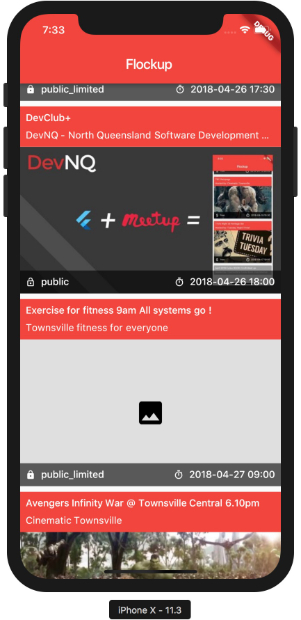 7:33
DEBUG
Flockup
public_limited 2018-04-26 17:30
DevClub+
DevNQ - North Queensland Software Development ...
DevNQ
+ meetup =
TRIVIA
TUESDAY
public 2018-04-26 18:00
Exercise for fitness 9am All systems go !
Townsville fitness for everyone
public_limited 2018-04-27 09:00
Avengers Infinity War @ Townsville Central 6.10pm
Cinematic Townsville
iPhone X - 11.3